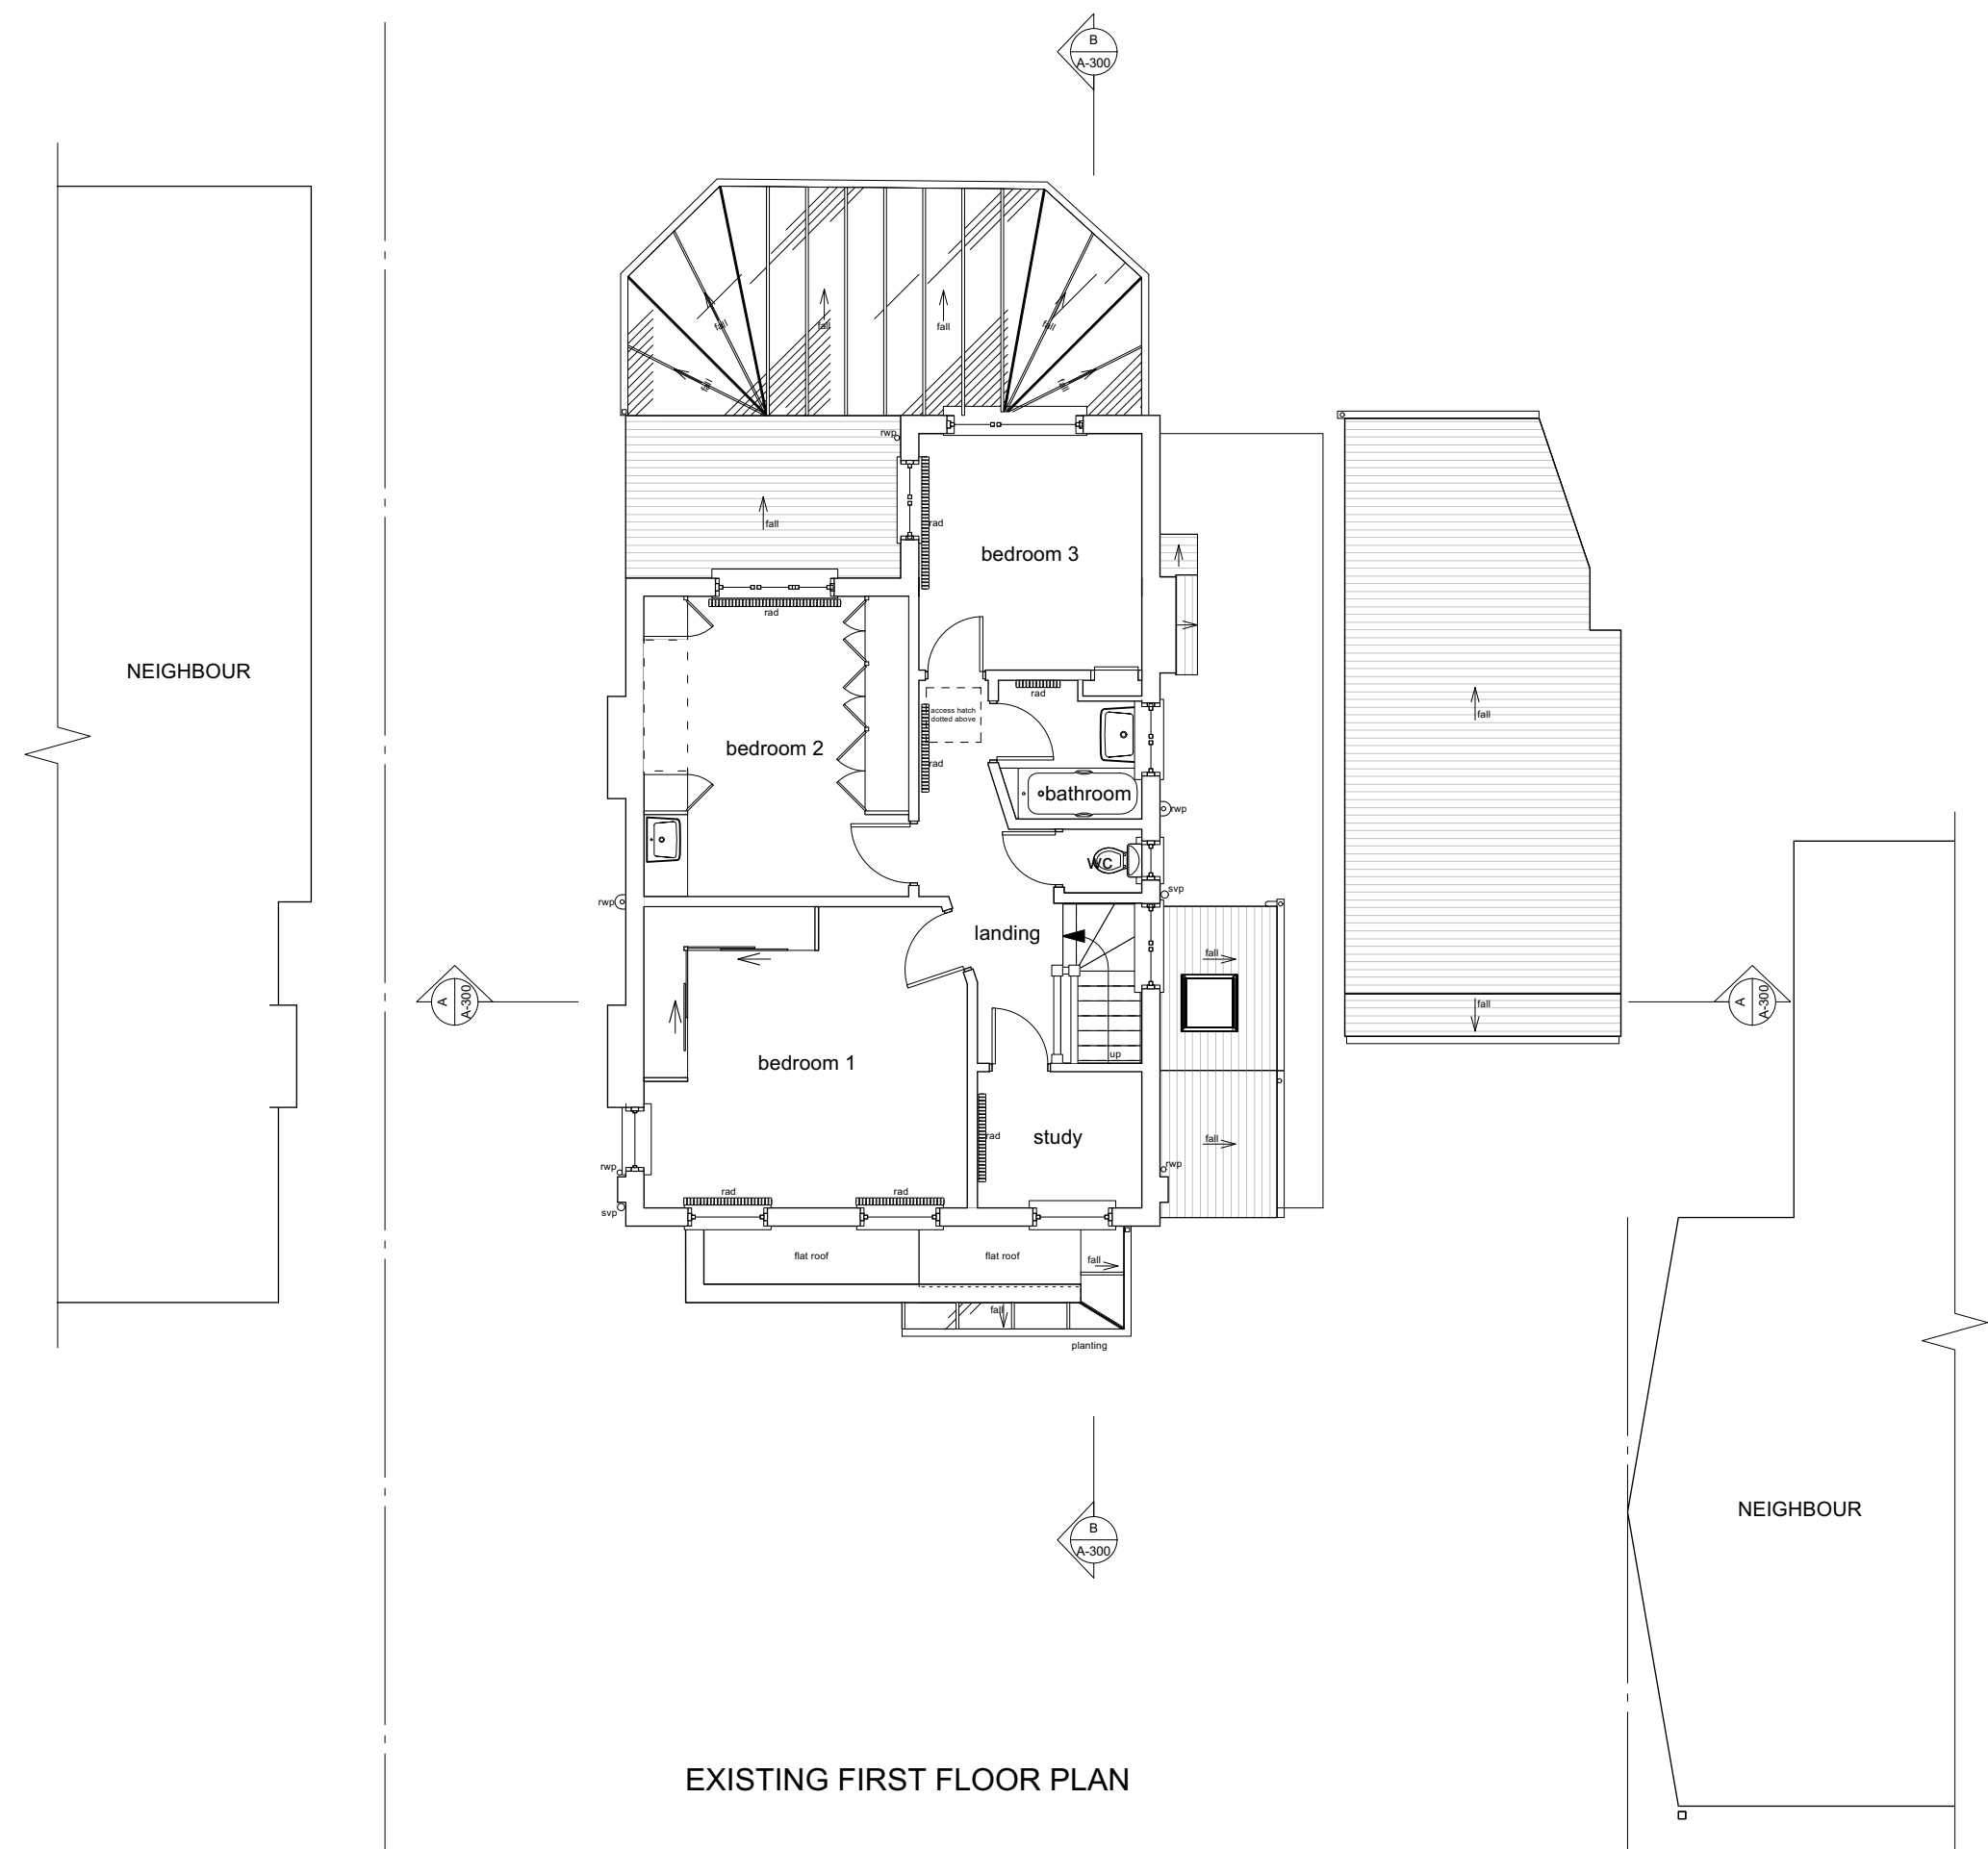 B
A-300
fall
fall
fall
fall
fall
fall
rwp
fall
rad
bedroom 3
rad
NEIGHBOUR
rad
access hatch
dotted above
fall
bedroom 2
rad
bathroom
rwp
wc
svp
rwp
landing
fall
A
A-300
A
A-300
fall
up
bedroom 1
rad
study
fall
rwp
rwp
rad
rad
svp
flat roof
flat roof
fall
fall
planting
NEIGHBOUR
B
A-300
EXISTING FIRST FLOOR PLAN